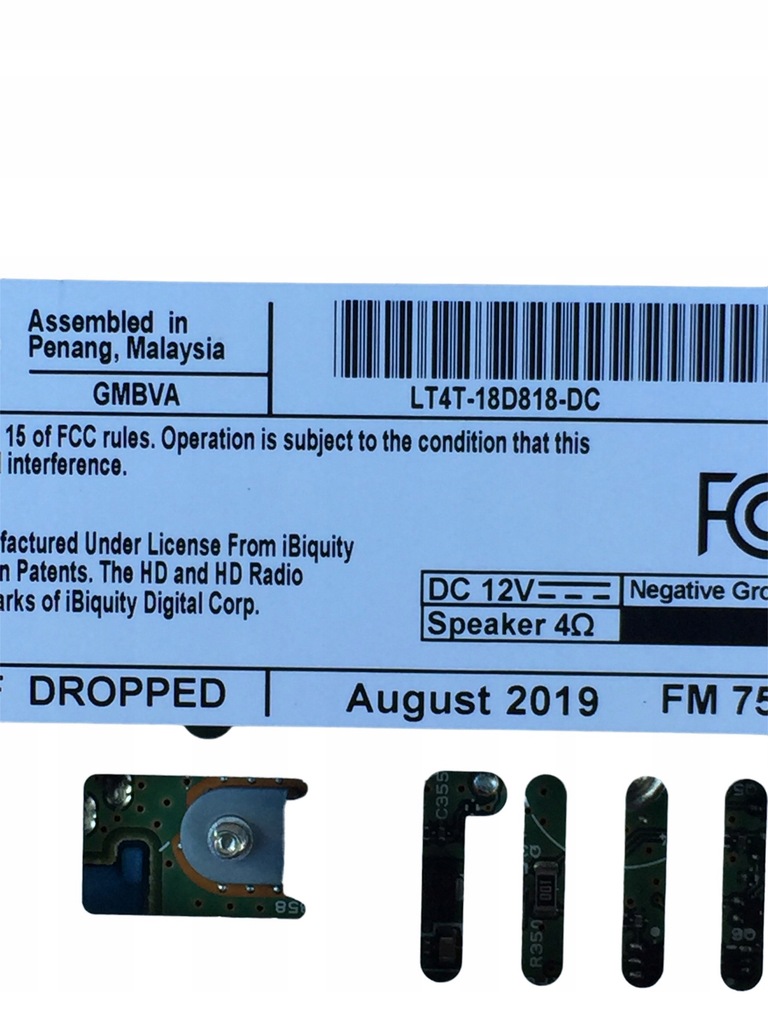 Assembled in
Penang, Malaysia
GMBVA
LT4T-18D818-DC
15 of FCC rules. Operation is subject to the condition that this
interference.
FC
factured Under License From iBiquity
n Patents. The HD and HD Radio
arks of iBiquity Digital Corp.
DC 12V
Negative Gro
Speaker 4Ω
F DROPPED
August 2019
FM 75
C355
R351